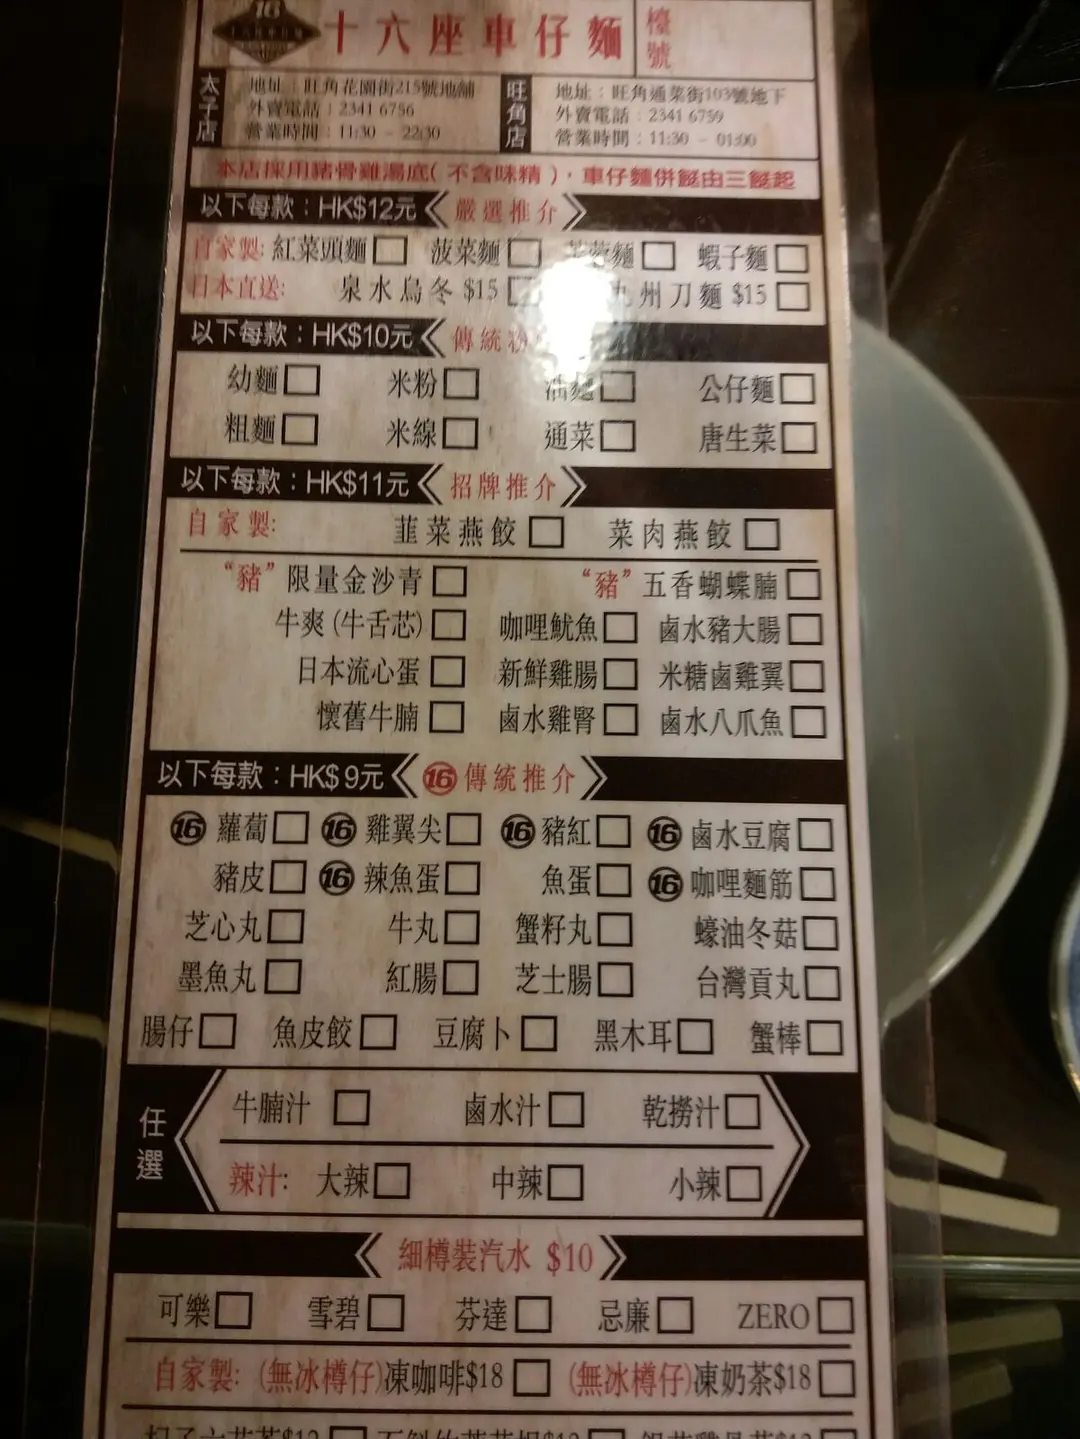 16
十六座車仔麵
檯號
太子店
地址：旺角花園街215號地舖
外賣電話：2341 6756
營業時間：11:30 - 22:30
旺角店
地址：旺角通菜街103號地下
外賣電話：2341 6759
營業時間：11:30 - 01:00
本店採用豬骨雞湯底(不含味精)，車仔麵併餸由三餸起
以下每款：HK$12元 嚴選推介
自家製: 紅菜頭麵 菠菜麵 麵 蝦子麵
日本直送: 泉水烏冬 $15 九州刀麵 $15
以下每款：HK$10元 傳統粉
幼麵 米粉 油麵 公仔麵
粗麵 米線 通菜 唐生菜
以下每款：HK$11元 招牌推介
自家製: 韮菜燕餃 菜肉燕餃
“豬”限量金沙青 “豬”五香蝴蝶腩
牛爽(牛舌芯) 咖哩魷魚 鹵水豬大腸
日本流心蛋 新鮮雞腸 米糖鹵雞翼
懷舊牛腩 鹵水雞腎 鹵水八爪魚
以下每款：HK$9元 16 傳統推介
16 蘿蔔 16 雞翼尖 16 豬紅 16 鹵水豆腐
豬皮 16 辣魚蛋 魚蛋 16 咖哩麵筋
芝心丸 牛丸 蟹籽丸 蠔油冬菇
墨魚丸 紅腸 芝士腸 台灣貢丸
腸仔 魚皮餃 豆腐卜 黑木耳 蟹棒
任選
牛腩汁 鹵水汁 乾撈汁
辣汁: 大辣 中辣 小辣
細樽裝汽水 $10
可樂 雪碧 芬達 忌廉 ZERO
自家製: (無冰樽仔)凍咖啡$18 (無冰樽仔)凍奶茶$18